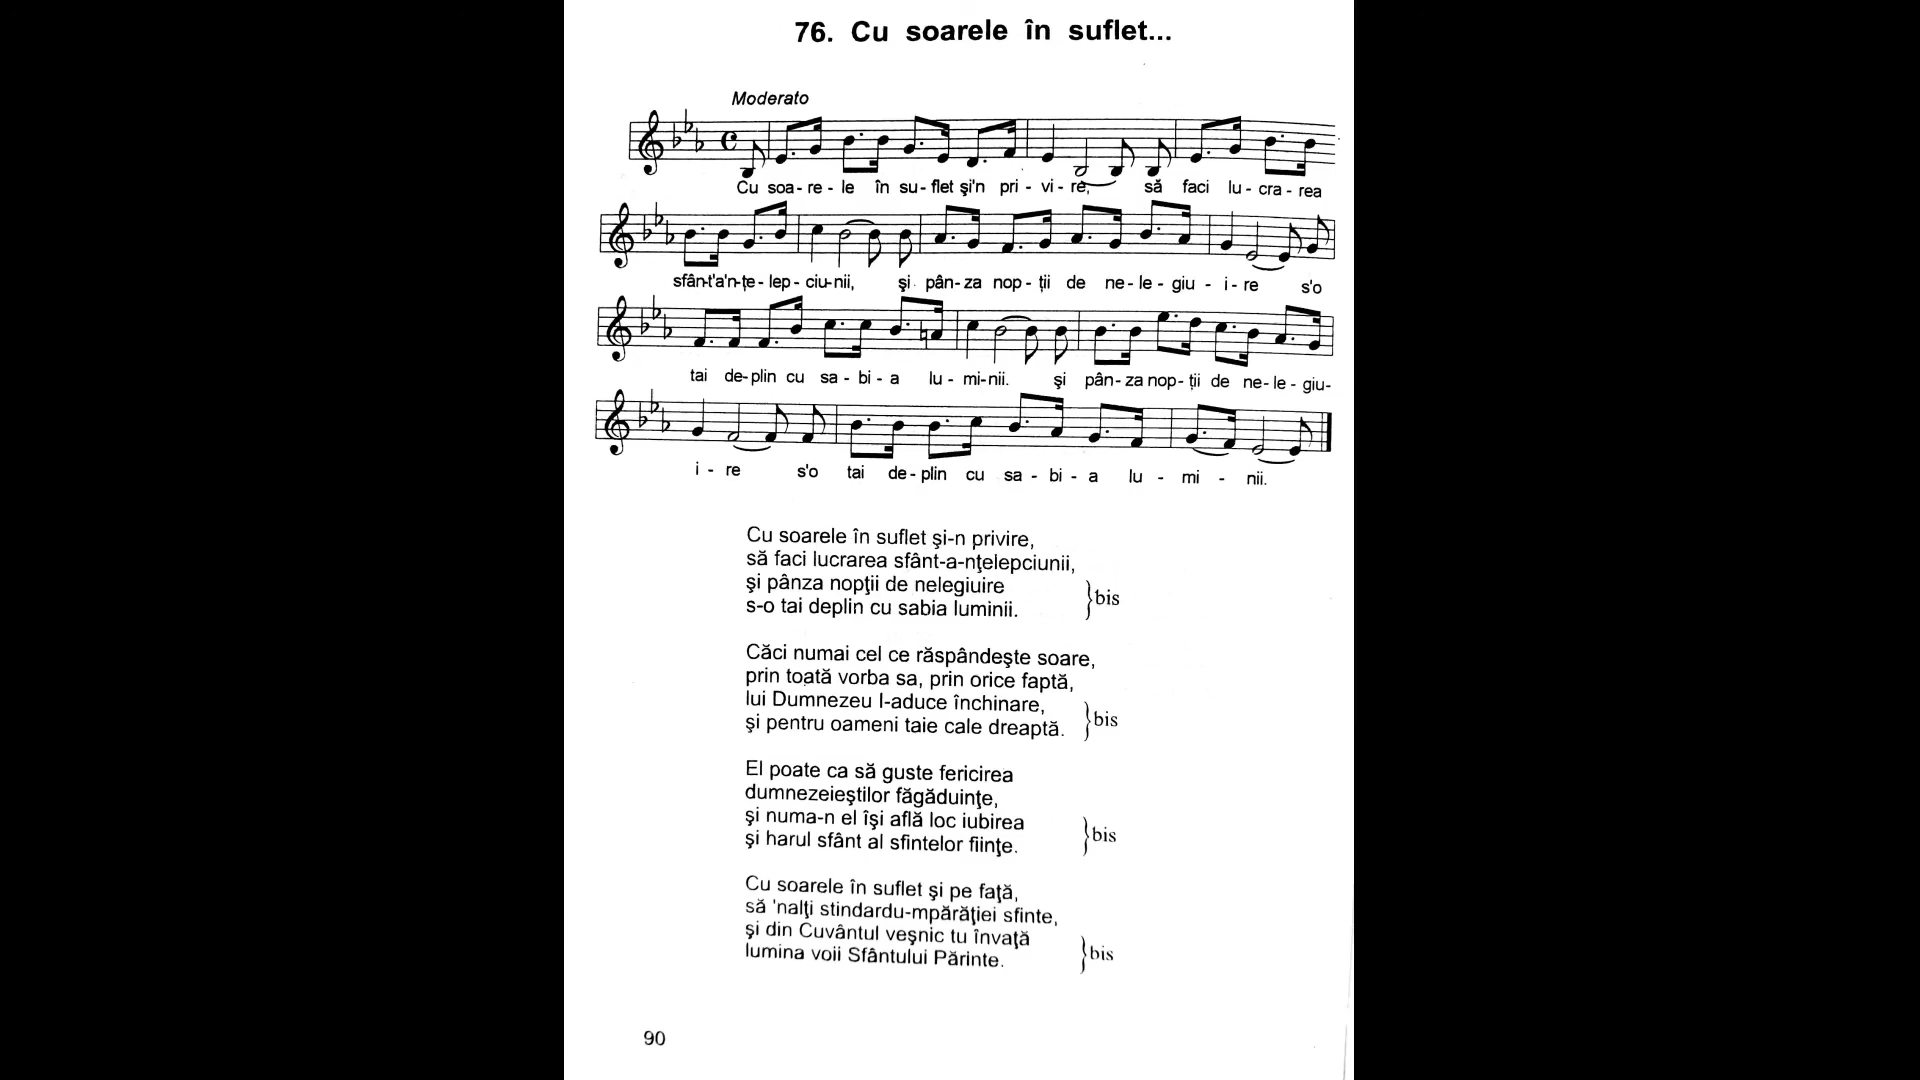 76. Cu soarele în suflet...
Moderato
Cu soa - re - le în su - flet şi'n pri - vi - re, să faci lu - cra - rea
sfân-t'a'n-ţe - lep - ciu-nii, şi pân - za nop - ţii de ne - le - giu - i - re s'o
tai de-plin cu sa - bi - a lu - mi-nii. şi pân - za nop - ţii de ne - le - giu-
i - re s'o tai de - plin cu sa - bi - a lu - mi - nii.
Cu soarele în suflet şi-n privire,
să faci lucrarea sfânt-a-nţelepciunii,
şi pânza nopţii de nelegiuire
s-o tai deplin cu sabia luminii.
bis
Căci numai cel ce răspândeşte soare,
prin toată vorba sa, prin orice faptă,
lui Dumnezeu I-aduce închinare,
şi pentru oameni taie cale dreaptă.
bis
El poate ca să guste fericirea
dumnezeieştilor făgăduinţe,
şi numa-n el îşi află loc iubirea
şi harul sfânt al sfintelor fiinţe.
bis
Cu soarele în suflet şi pe faţă,
să 'nalţi stindardu-mpărăţiei sfinte,
şi din Cuvântul veşnic tu învaţă
lumina voii Sfântului Părinte.
bis
90